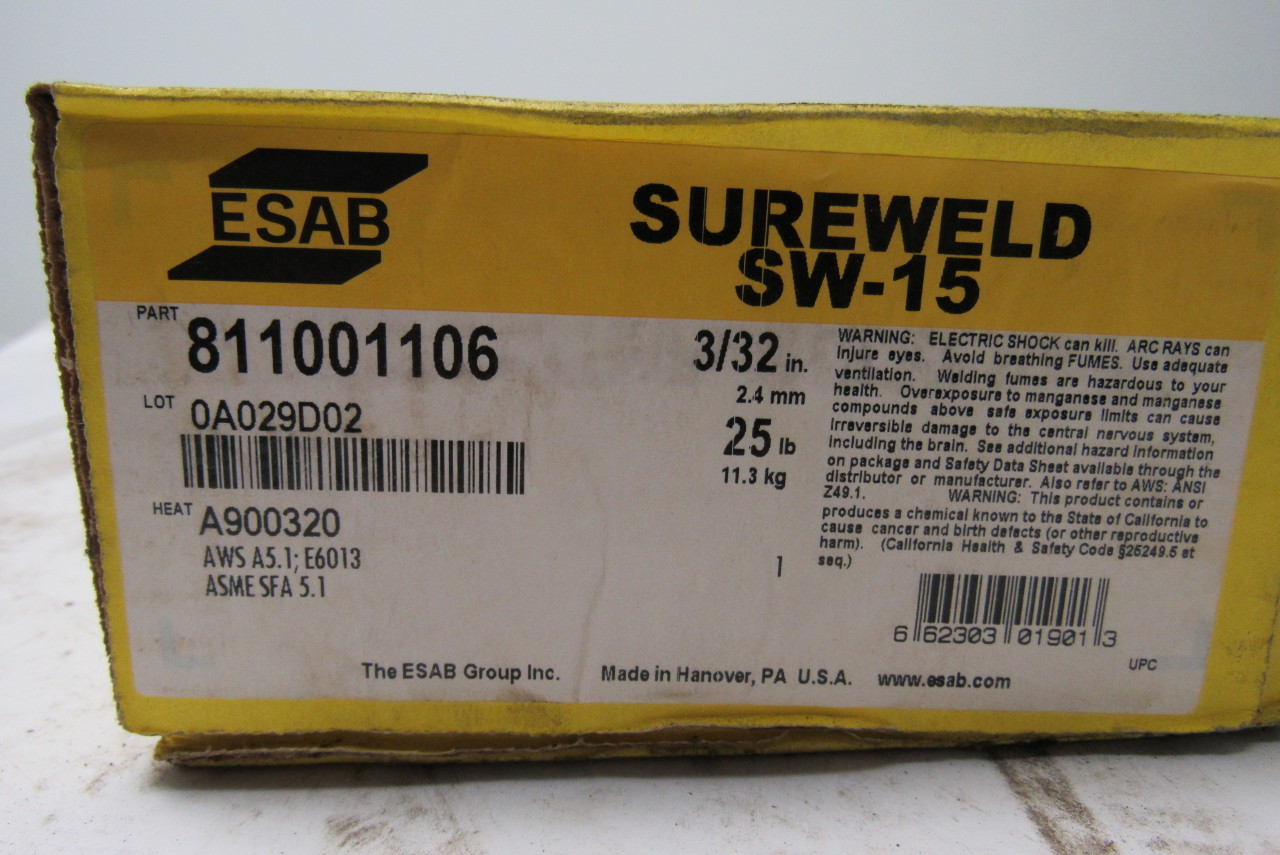 ESAB
SUREWELD
SW-15
PART 811001106
LOT 0A029D02
HEAT A900320
AWS A5.1; E6013
ASME SFA 5.1
3/32 in.
2.4 mm
25 lb
11.3 kg
1
WARNING: ELECTRIC SHOCK can kill. ARC RAYS can
injure eyes. Avoid breathing FUMES. Use adequate
ventilation. Welding fumes are hazardous to your
health. Overexposure to manganese and manganese
compounds above safe exposure limits can cause
irreversible damage to the central nervous system,
including the brain. See additional hazard information
on package and Safety Data Sheet available through the
distributor or manufacturer. Also refer to AWS: ANSI
Z49.1. WARNING: This product contains or
produces a chemical known to the State of California to
cause cancer and birth defects (or other reproductive
harm). (California Health & Safety Code §25249.5 et
seq.)
6 62303 01901 3
UPC
The ESAB Group Inc. Made in Hanover, PA U.S.A. www.esab.com